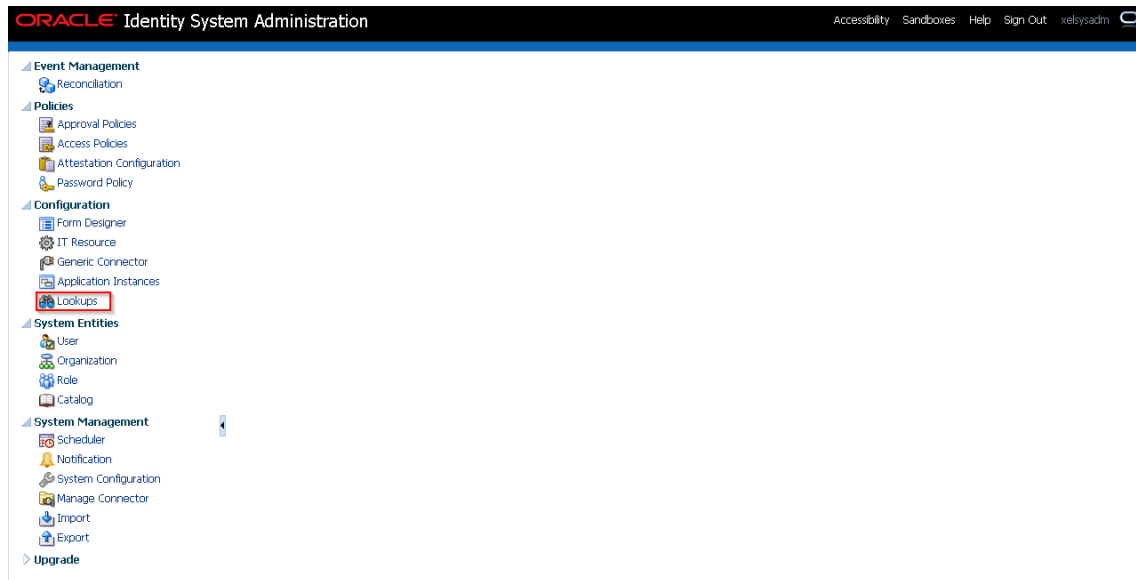 ORACLE Identity System Administration
Accessibility Sandboxes Help Sign Out xelsysadm
Event Management
Reconciliation
Policies
Approval Policies
Access Policies
Attestation Configuration
Password Policy
Configuration
Form Designer
IT Resource
Generic Connector
Application Instances
Lookups
System Entities
User
Organization
Role
Catalog
System Management
Scheduler
Notification
System Configuration
Manage Connector
Import
Export
Upgrade